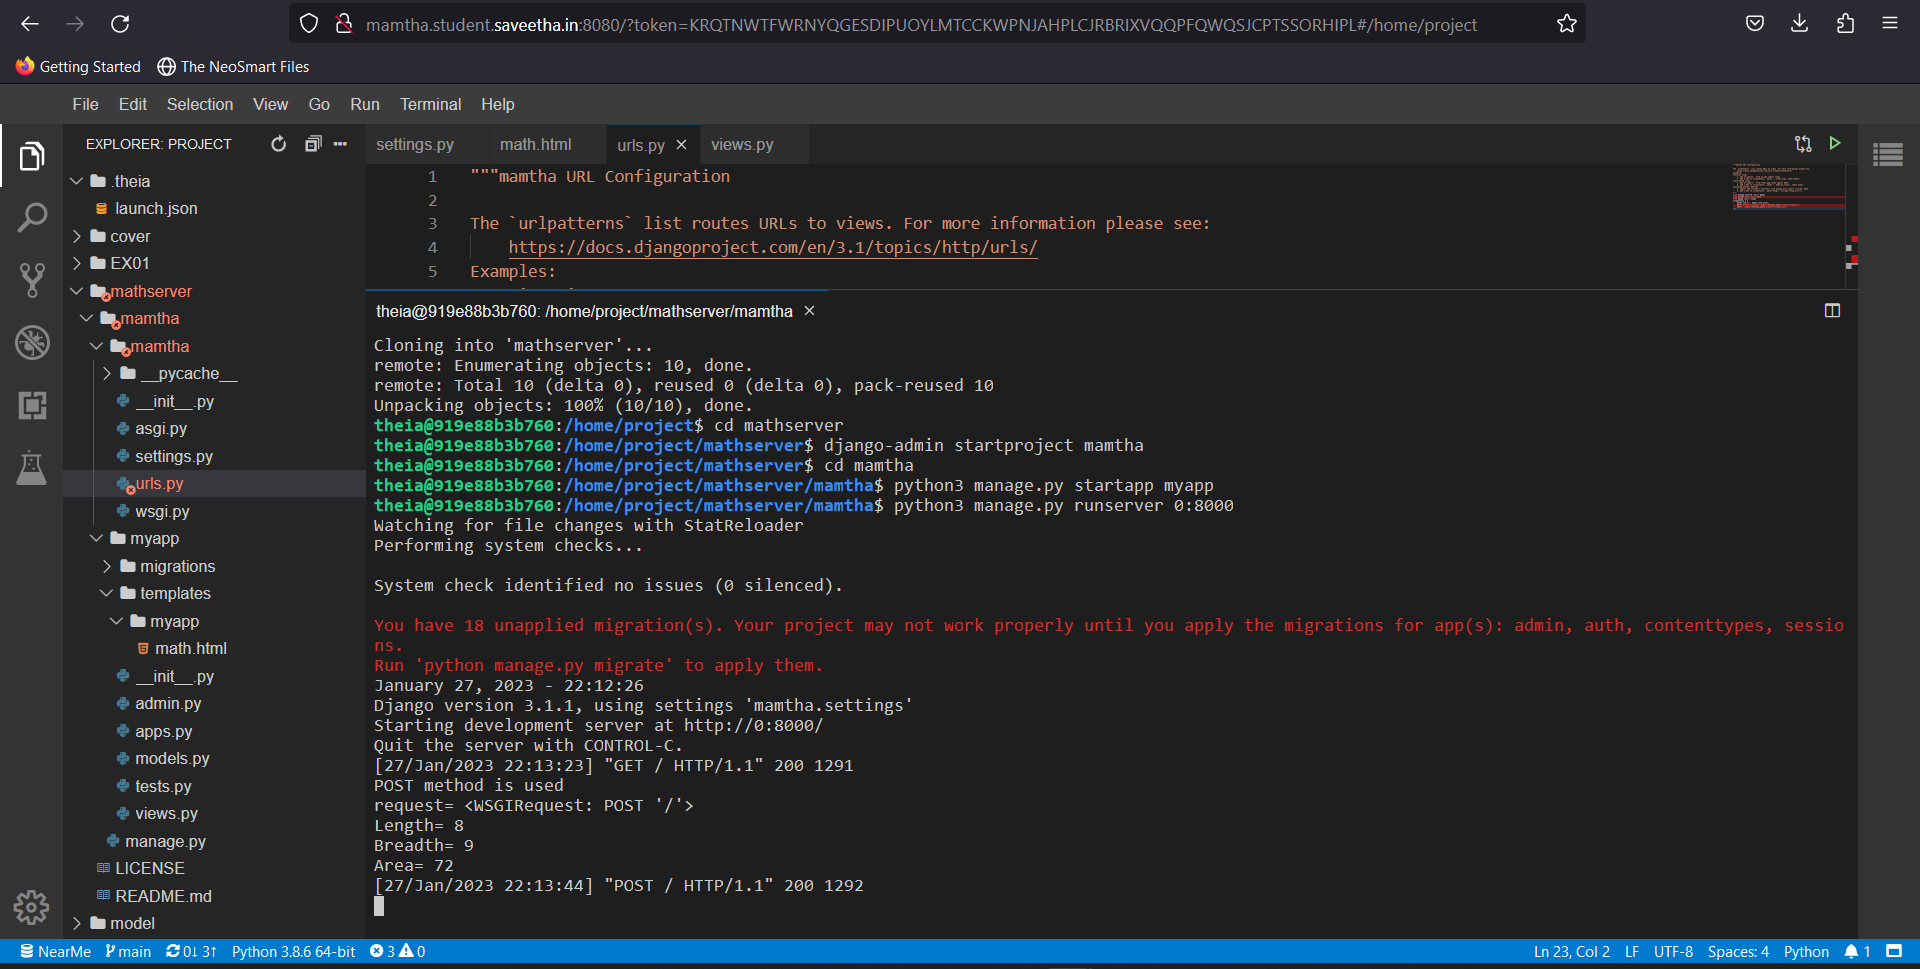 mamtha.student.saveetha.in:8080/?token=KRQTNWTFWRNYQGESDIPUOYLMTCCKWPNJAHPLCJRBRIXVQQPFQWQSJCPTSSORHIPL#/home/project
Getting Started
The NeoSmart Files
File Edit Selection View Go Run Terminal Help
EXPLORER: PROJECT
.theia
launch.json
cover
EX01
mathserver
mamtha
mamtha
__pycache__
__init__.py
asgi.py
settings.py
urls.py
wsgi.py
myapp
migrations
templates
myapp
math.html
__init__.py
admin.py
apps.py
models.py
tests.py
views.py
manage.py
LICENSE
README.md
model
settings.py math.html urls.py views.py
1 """mamtha URL Configuration
2
3 The `urlpatterns` list routes URLs to views. For more information please see:
4 https://docs.djangoproject.com/en/3.1/topics/http/urls/
5 Examples:
theia@919e88b3b760: /home/project/mathserver/mamtha
Cloning into 'mathserver'...
remote: Enumerating objects: 10, done.
remote: Total 10 (delta 0), reused 0 (delta 0), pack-reused 10
Unpacking objects: 100% (10/10), done.
theia@919e88b3b760:/home/project$ cd mathserver
theia@919e88b3b760:/home/project/mathserver$ django-admin startproject mamtha
theia@919e88b3b760:/home/project/mathserver$ cd mamtha
theia@919e88b3b760:/home/project/mathserver/mamtha$ python3 manage.py startapp myapp
theia@919e88b3b760:/home/project/mathserver/mamtha$ python3 manage.py runserver 0:8000
Watching for file changes with StatReloader
Performing system checks...
System check identified no issues (0 silenced).
You have 18 unapplied migration(s). Your project may not work properly until you apply the migrations for app(s): admin, auth, contenttypes, sessio
ns.
Run 'python manage.py migrate' to apply them.
January 27, 2023 - 22:12:26
Django version 3.1.1, using settings 'mamtha.settings'
Starting development server at http://0:8000/
Quit the server with CONTROL-C.
[27/Jan/2023 22:13:23] "GET / HTTP/1.1" 200 1291
POST method is used
request= <WSGIRequest: POST '/'>
Length= 8
Breadth= 9
Area= 72
[27/Jan/2023 22:13:44] "POST / HTTP/1.1" 200 1292
NearMe main 0↓ 3↑ Python 3.8.6 64-bit 3 0 Ln 23, Col 2 LF UTF-8 Spaces: 4 Python 1